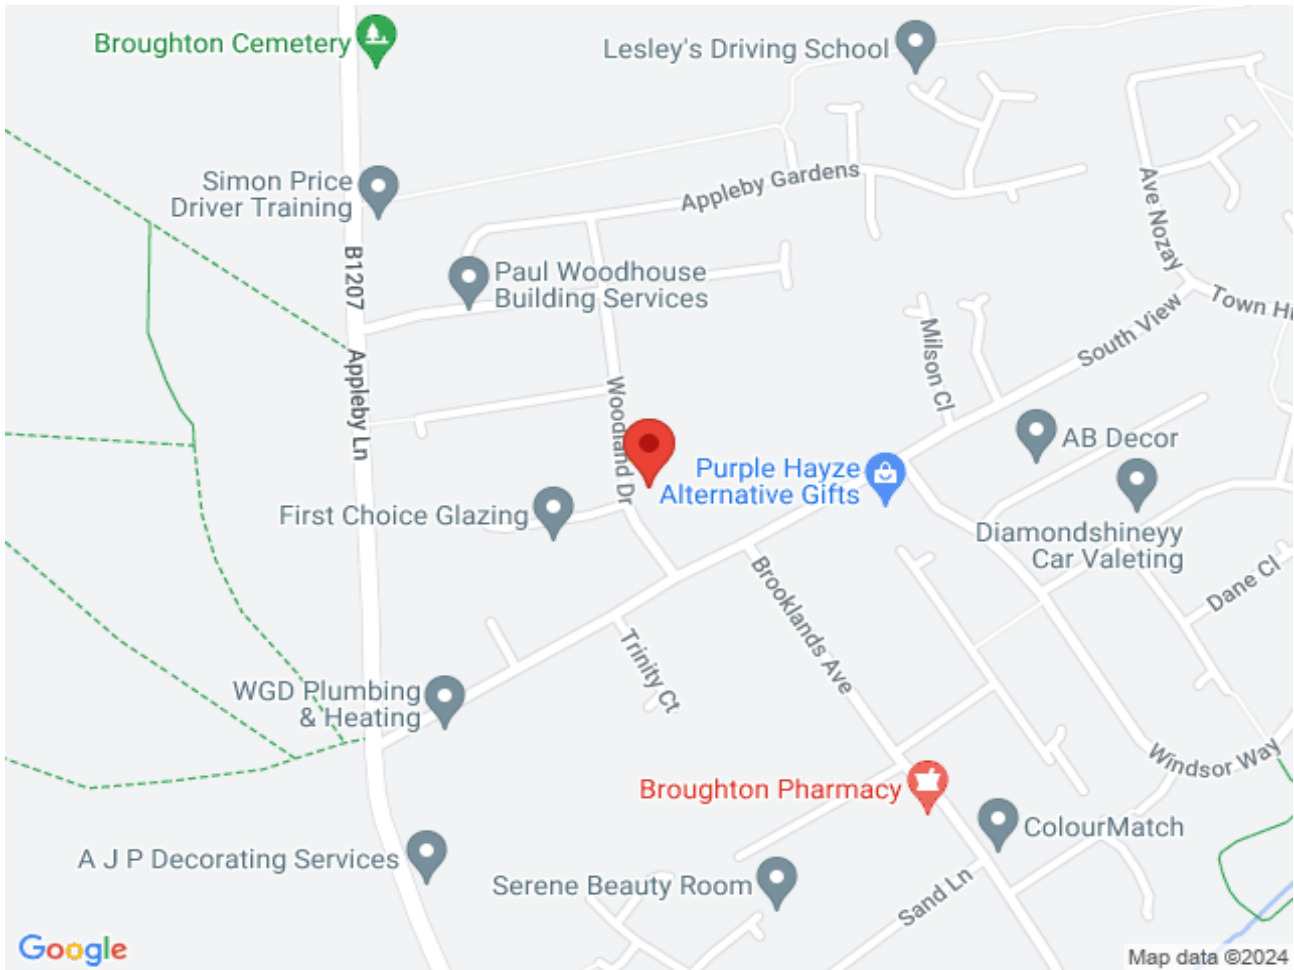 Broughton Cemetery
Lesley's Driving School
Simon Price
Driver Training
Appleby Gardens
Ave Nozay
B1207
Paul Woodhouse
Building Services
Town Hi
South View
Milson Cl
Appleby Ln
Woodland Dr
AB Decor
Purple Hayze
Alternative Gifts
First Choice Glazing
Diamondshineyy
Car Valeting
Dane Cl
Brooklands Ave
Trinity Ct
WGD Plumbing
& Heating
Windsor Way
Broughton Pharmacy
ColourMatch
A J P Decorating Services
Serene Beauty Room
Sand Ln
Google
Map data ©2024